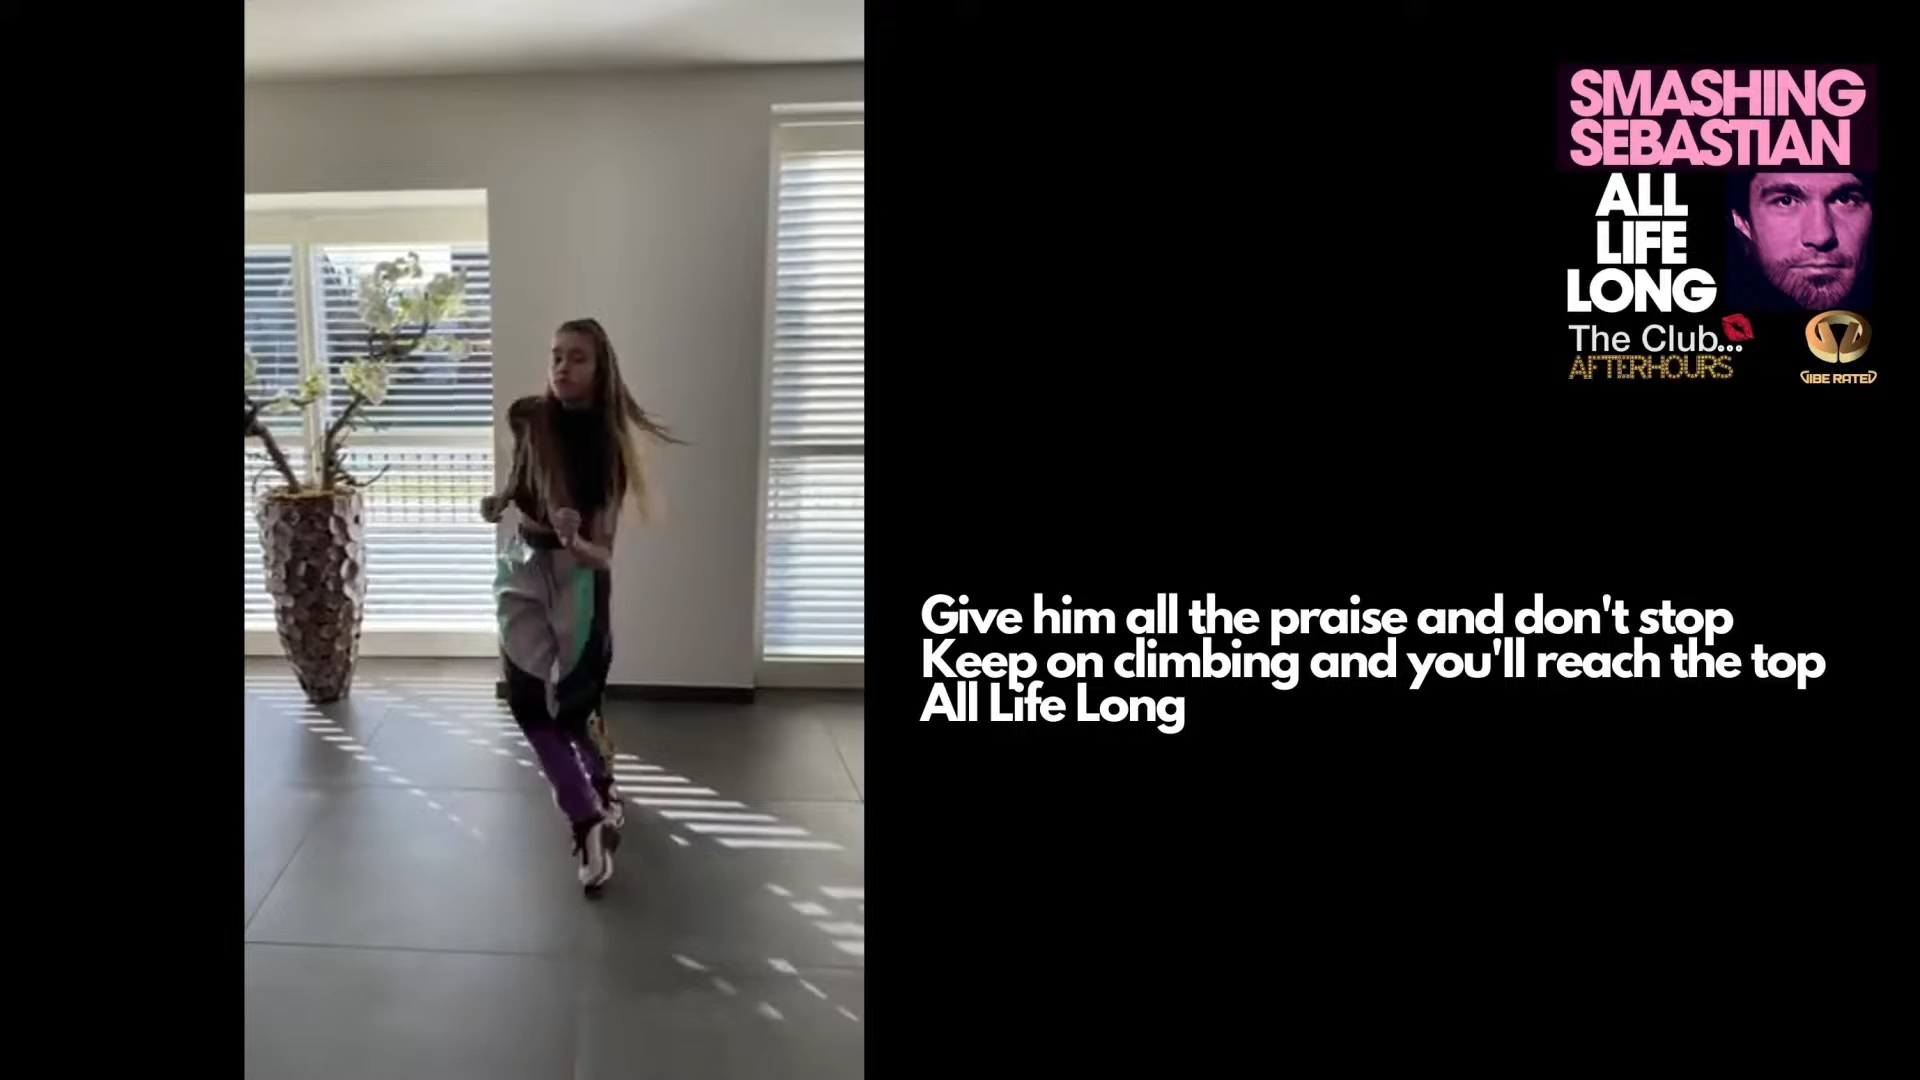 SMASHING
SEBASTIAN
ALL
LIFE
LONG
The Club...
AFTERHOURS
VIBE RATED
Give him all the praise and don't stop
Keep on climbing and you'll reach the top
All Life Long